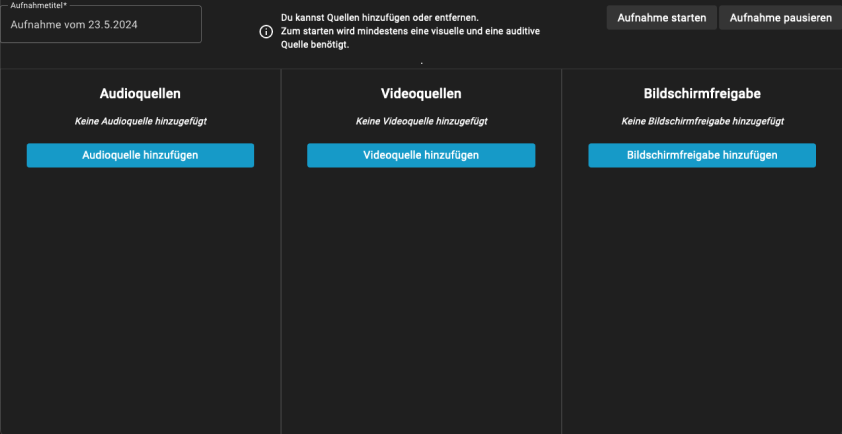 Aufnahmetitel*
Aufnahme vom 23.5.2024
Du kannst Quellen hinzufügen oder entfernen.
Zum starten wird mindestens eine visuelle und eine auditive
Quelle benötigt.
.
Aufnahme starten
Aufnahme pausieren
Audioquellen
Keine Audioquelle hinzugefügt
Audioquelle hinzufügen
Videoquellen
Keine Videoquelle hinzugefügt
Videoquelle hinzufügen
Bildschirmfreigabe
Keine Bildschirmfreigabe hinzugefügt
Bildschirmfreigabe hinzufügen